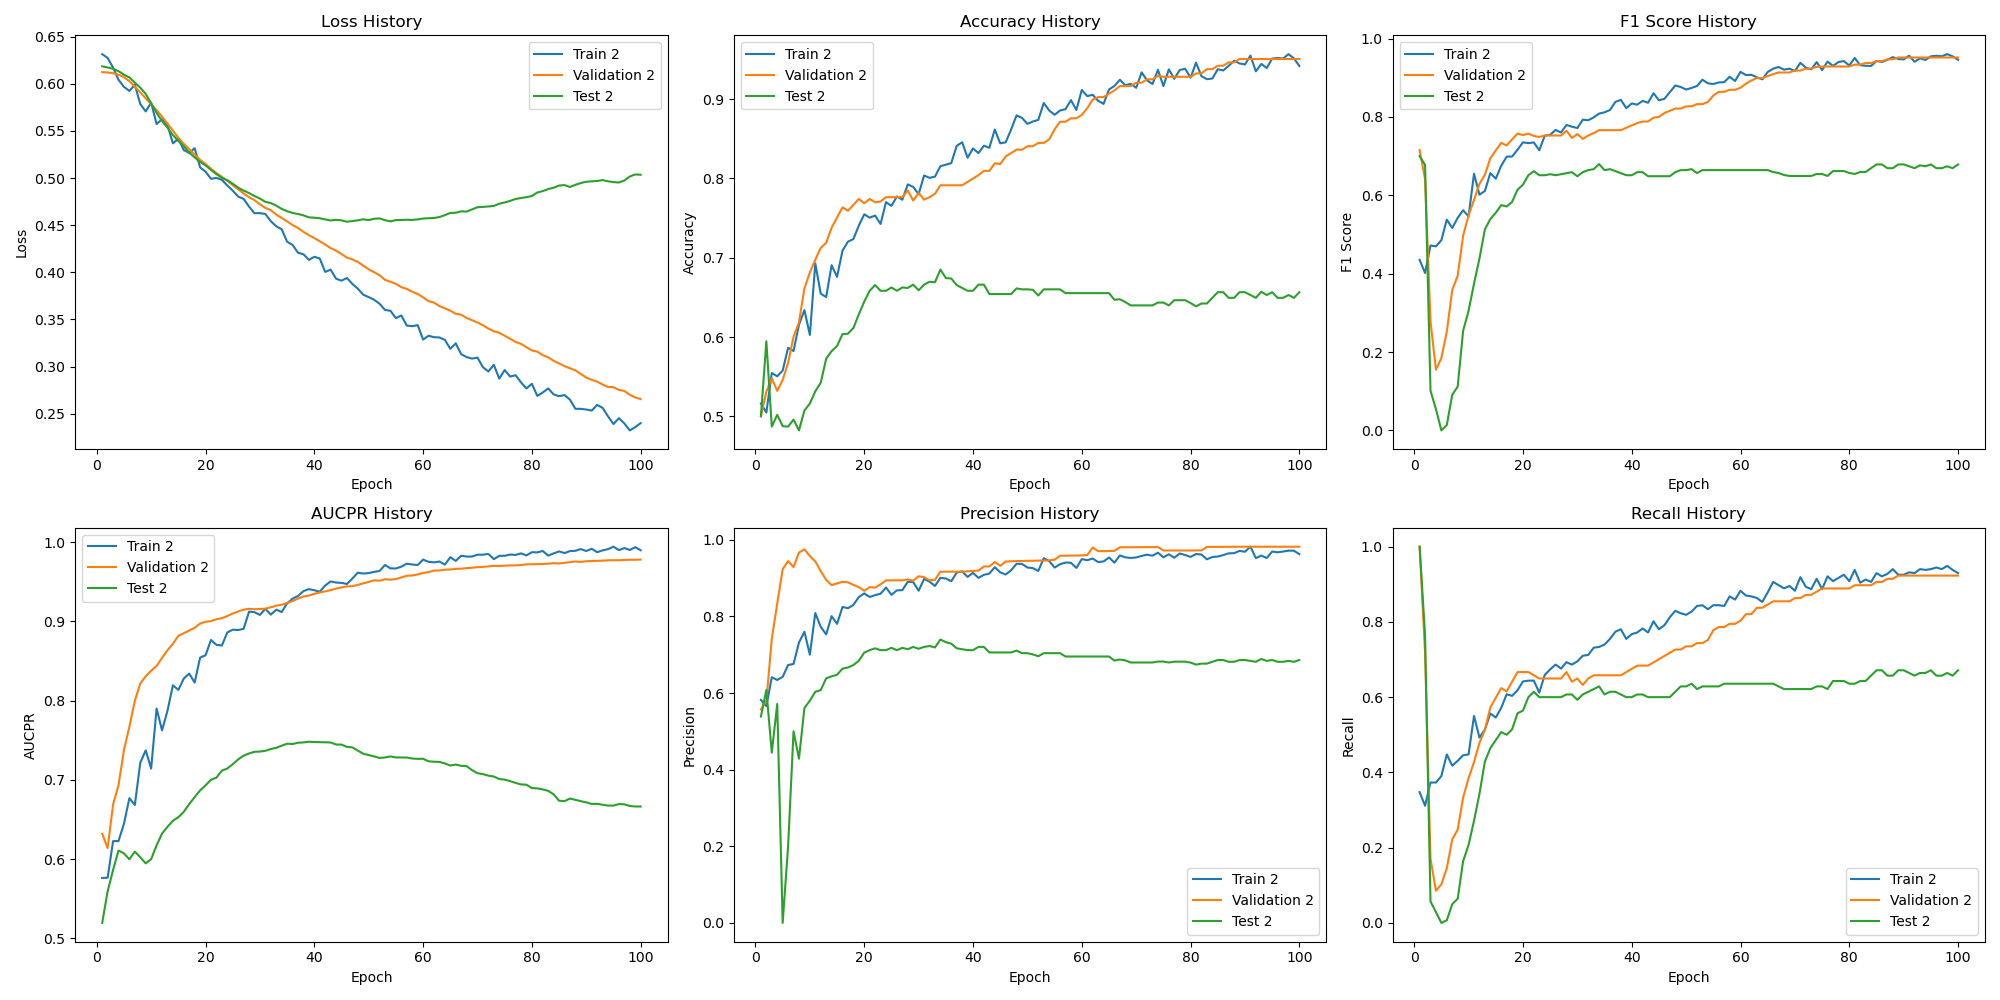 Loss History
Loss
0.65
0.60
0.55
0.50
0.45
0.40
0.35
0.30
0.25
0 20 40 60 80 100
Epoch
Train 2
Validation 2
Test 2
Accuracy History
Accuracy
0.9
0.8
0.7
0.6
0.5
0 20 40 60 80 100
Epoch
Train 2
Validation 2
Test 2
F1 Score History
F1 Score
1.0
0.8
0.6
0.4
0.2
0.0
0 20 40 60 80 100
Epoch
Train 2
Validation 2
Test 2
AUCPR History
AUCPR
1.0
0.9
0.8
0.7
0.6
0.5
0 20 40 60 80 100
Epoch
Train 2
Validation 2
Test 2
Precision History
Precision
1.0
0.8
0.6
0.4
0.2
0.0
0 20 40 60 80 100
Epoch
Train 2
Validation 2
Test 2
Recall History
Recall
1.0
0.8
0.6
0.4
0.2
0.0
0 20 40 60 80 100
Epoch
Train 2
Validation 2
Test 2